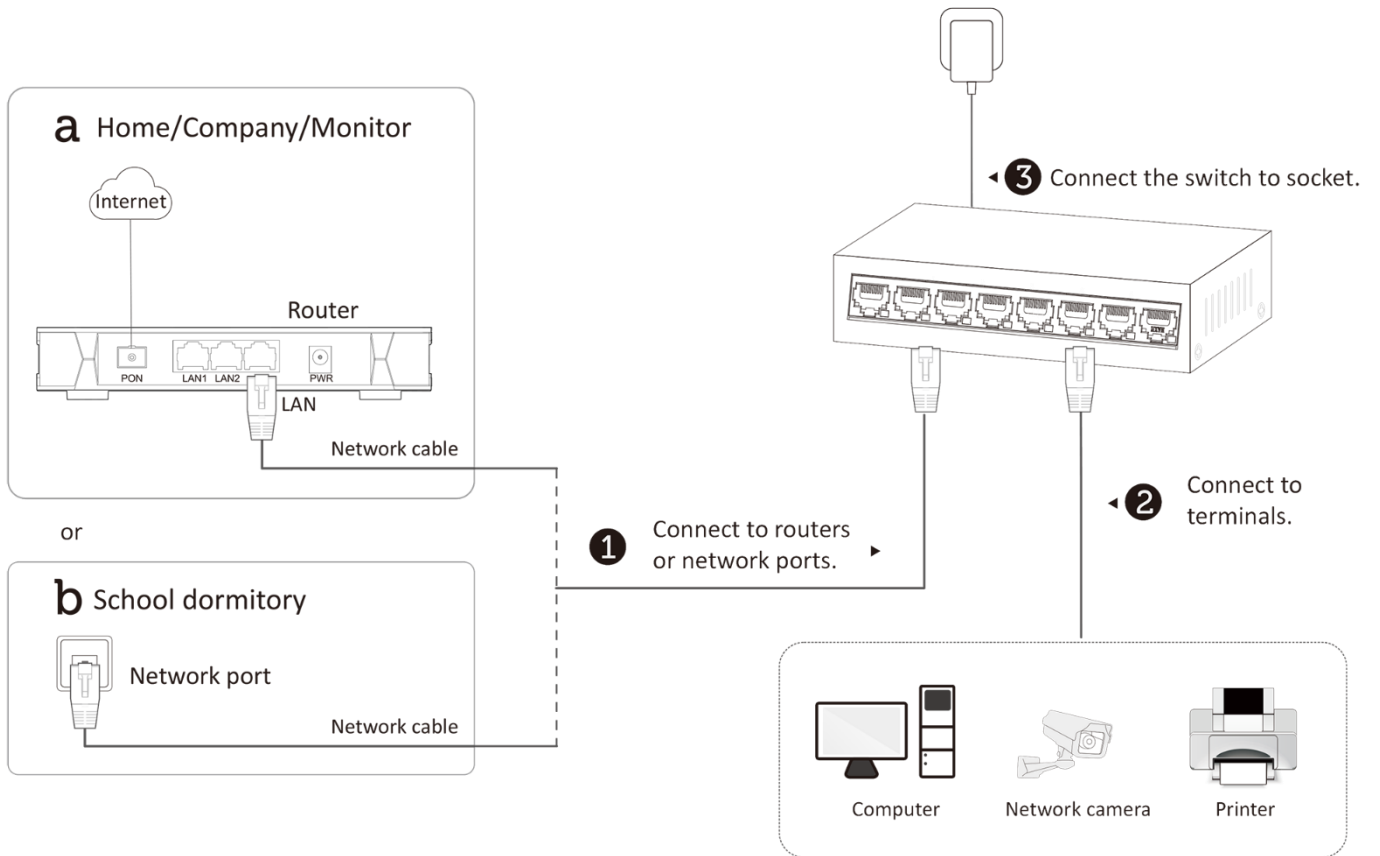 a Home/Company/Monitor
Internet
Router
PON
LAN1 LAN2
PWR
LAN
Network cable
or
b School dormitory
Network port
Network cable
1 Connect to routers
or network ports.
3 Connect the switch to socket.
2 Connect to
terminals.
Computer
Network camera
Printer